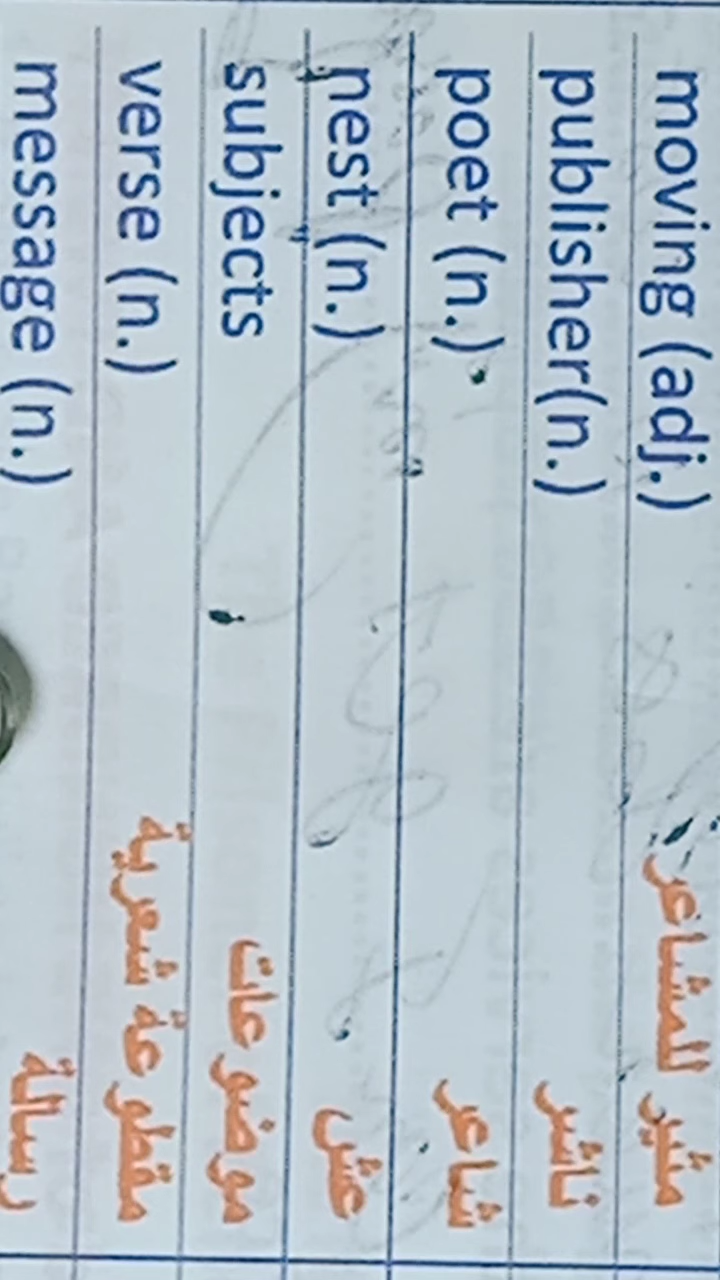 moving (adj.) مثير للمشاعر
publisher(n.) ناشر
poet (n.) شاعر
nest (n.) عش
subjects موضوعات
verse (n.) مقطوعة شعرية
message (n.) رسالة